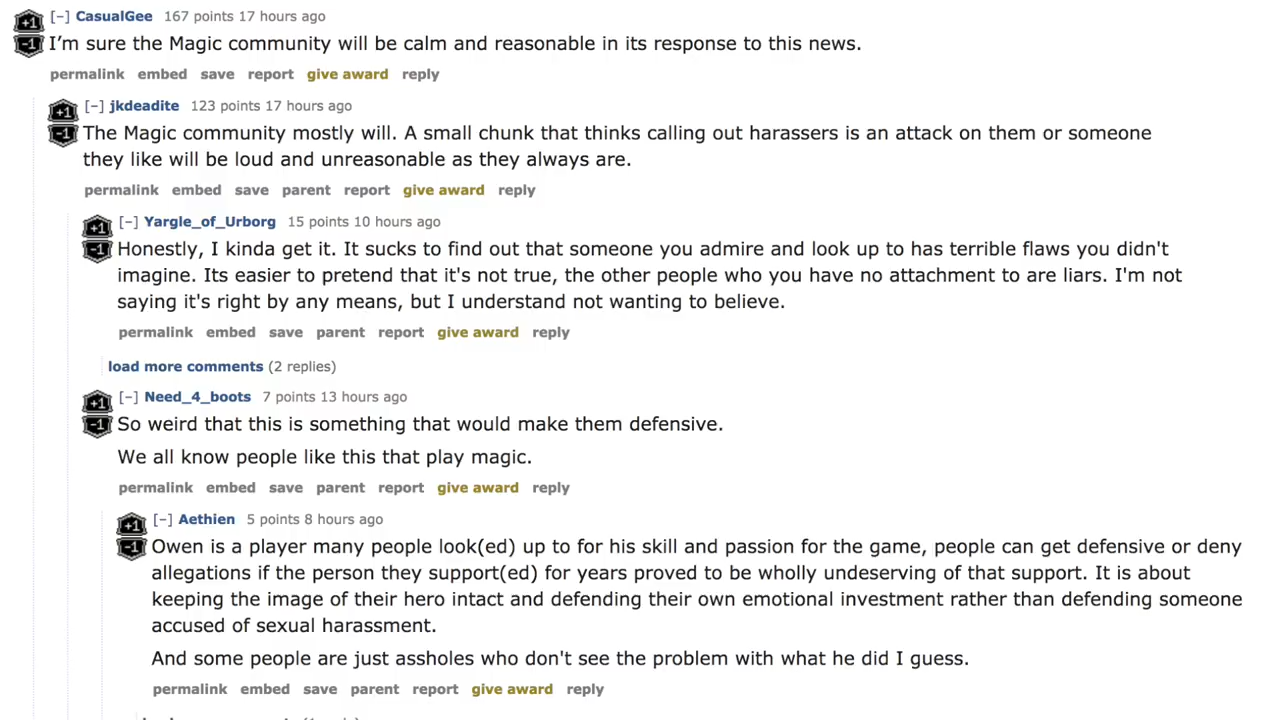 [–] CasualGee 167 points 17 hours ago
I’m sure the Magic community will be calm and reasonable in its response to this news.
permalink embed save report give award reply
[–] jkdeadite 123 points 17 hours ago
The Magic community mostly will. A small chunk that thinks calling out harassers is an attack on them or someone
they like will be loud and unreasonable as they always are.
permalink embed save parent report give award reply
[–] Yargle_of_Urborg 15 points 10 hours ago
Honestly, I kinda get it. It sucks to find out that someone you admire and look up to has terrible flaws you didn't
imagine. Its easier to pretend that it's not true, the other people who you have no attachment to are liars. I'm not
saying it's right by any means, but I understand not wanting to believe.
permalink embed save parent report give award reply
load more comments (2 replies)
[–] Need_4_boots 7 points 13 hours ago
So weird that this is something that would make them defensive.
We all know people like this that play magic.
permalink embed save parent report give award reply
[–] Aethien 5 points 8 hours ago
Owen is a player many people look(ed) up to for his skill and passion for the game, people can get defensive or deny
allegations if the person they support(ed) for years proved to be wholly undeserving of that support. It is about
keeping the image of their hero intact and defending their own emotional investment rather than defending someone
accused of sexual harassment.
And some people are just assholes who don't see the problem with what he did I guess.
permalink embed save parent report give award reply